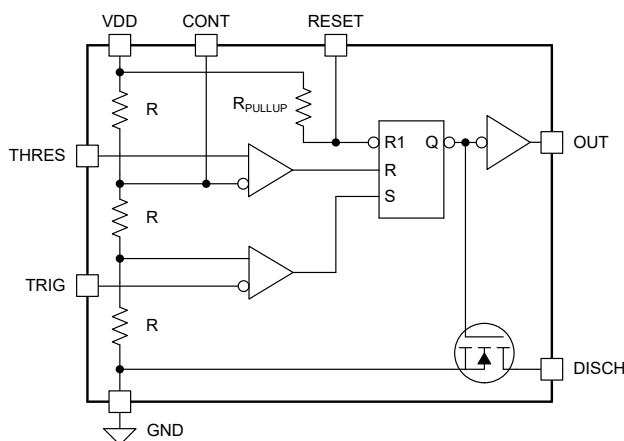 VDD
CONT
RESET
R
RPULLUP
THRES
R1
Q
OUT
R
S
R
TRIG
R
DISCH
GND